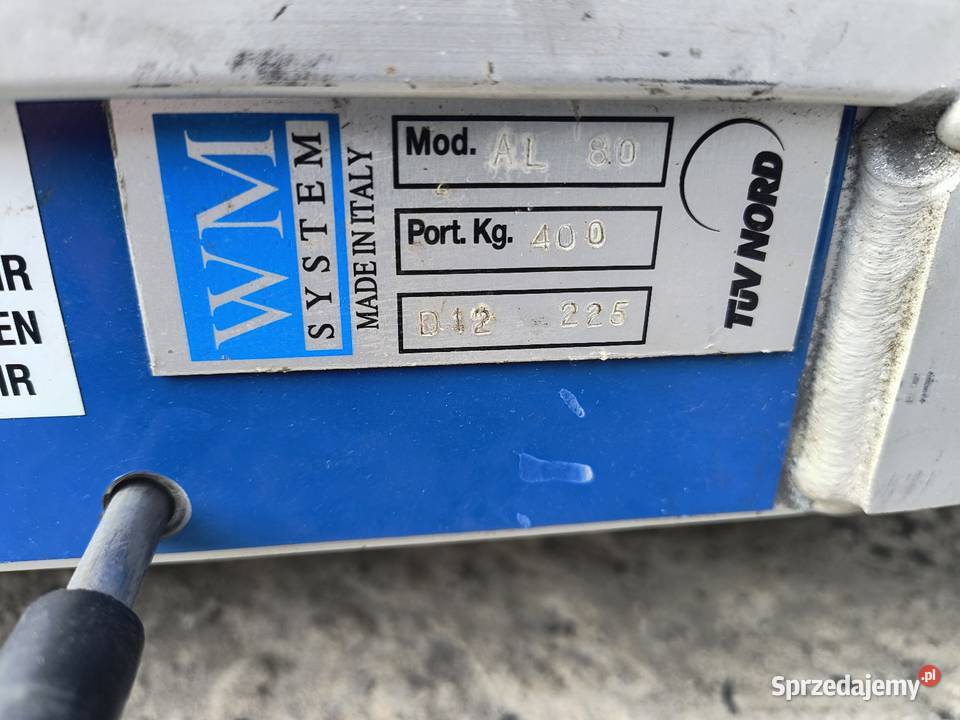 WM
SYSTEM
MADE IN ITALY
Mod. AL 80
Port. Kg. 400
D12 225
TÜV NORD
IR
EN
IR
Sprzedajemy.pl